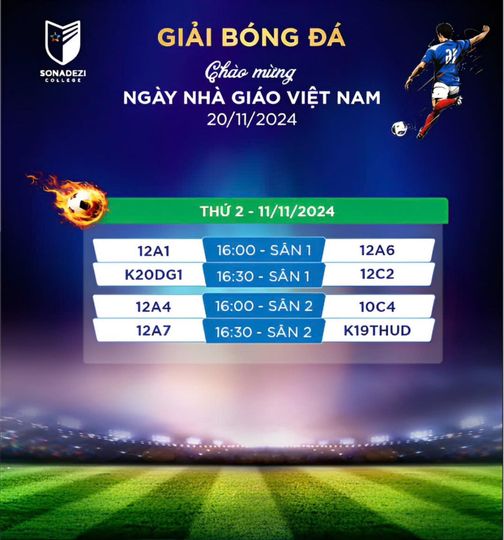 SONADEZI
COLLEGE
GIẢI BÓNG ĐÁ
Chào mừng
NGÀY NHÀ GIÁO VIỆT NAM
20/11/2024
THỨ 2 - 11/11/2024
12A1 16:00 - SÂN 1 12A6
K20DG1 16:30 - SÂN 1 12C2
12A4 16:00 - SÂN 2 10C4
12A7 16:30 - SÂN 2 K19THUD